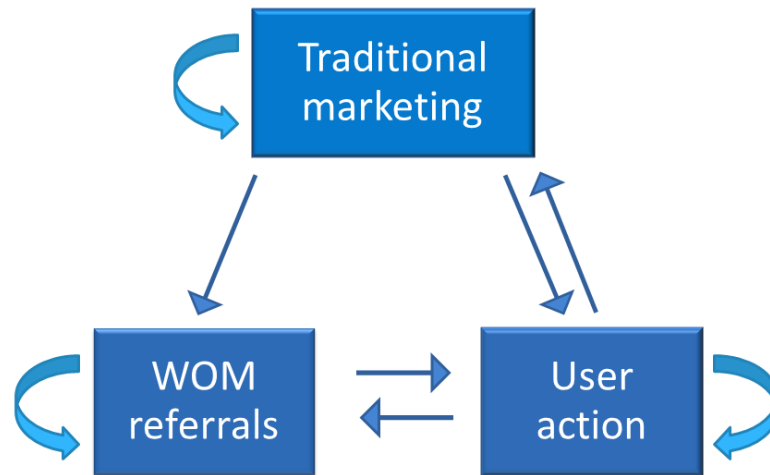 Traditional
marketing
WOM
referrals
User
action